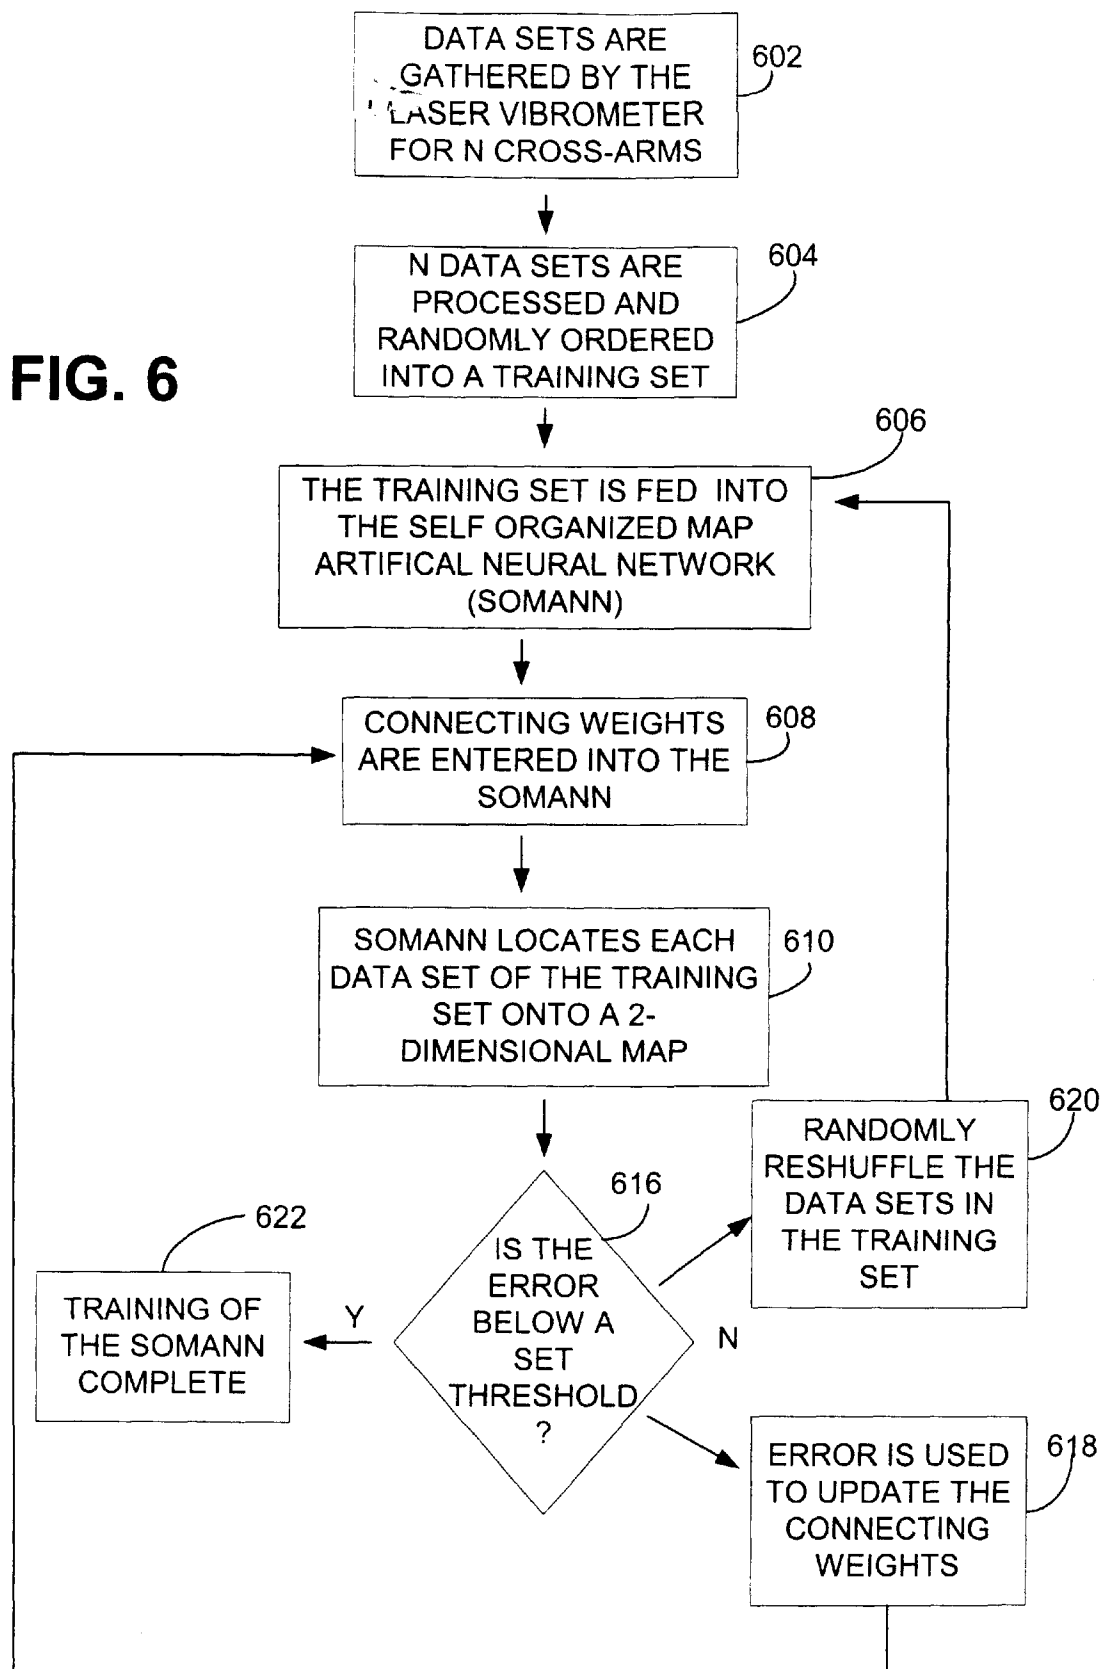 DATA SETS ARE
GATHERED BY THE
LASER VIBROMETER
FOR N CROSS-ARMS
602
N DATA SETS ARE
PROCESSED AND
RANDOMLY ORDERED
INTO A TRAINING SET
604
FIG. 6
606
THE TRAINING SET IS FED INTO
THE SELF ORGANIZED MAP
ARTIFICAL NEURAL NETWORK
(SOMANN)
CONNECTING WEIGHTS
ARE ENTERED INTO THE
SOMANN
608
SOMANN LOCATES EACH
DATA SET OF THE TRAINING
SET ONTO A 2-
DIMENSIONAL MAP
610
616
IS THE
ERROR
BELOW A
SET
THRESHOLD
?
Y
N
622
TRAINING OF
THE SOMANN
COMPLETE
620
RANDOMLY
RESHUFFLE THE
DATA SETS IN
THE TRAINING
SET
618
ERROR IS USED
TO UPDATE THE
CONNECTING
WEIGHTS